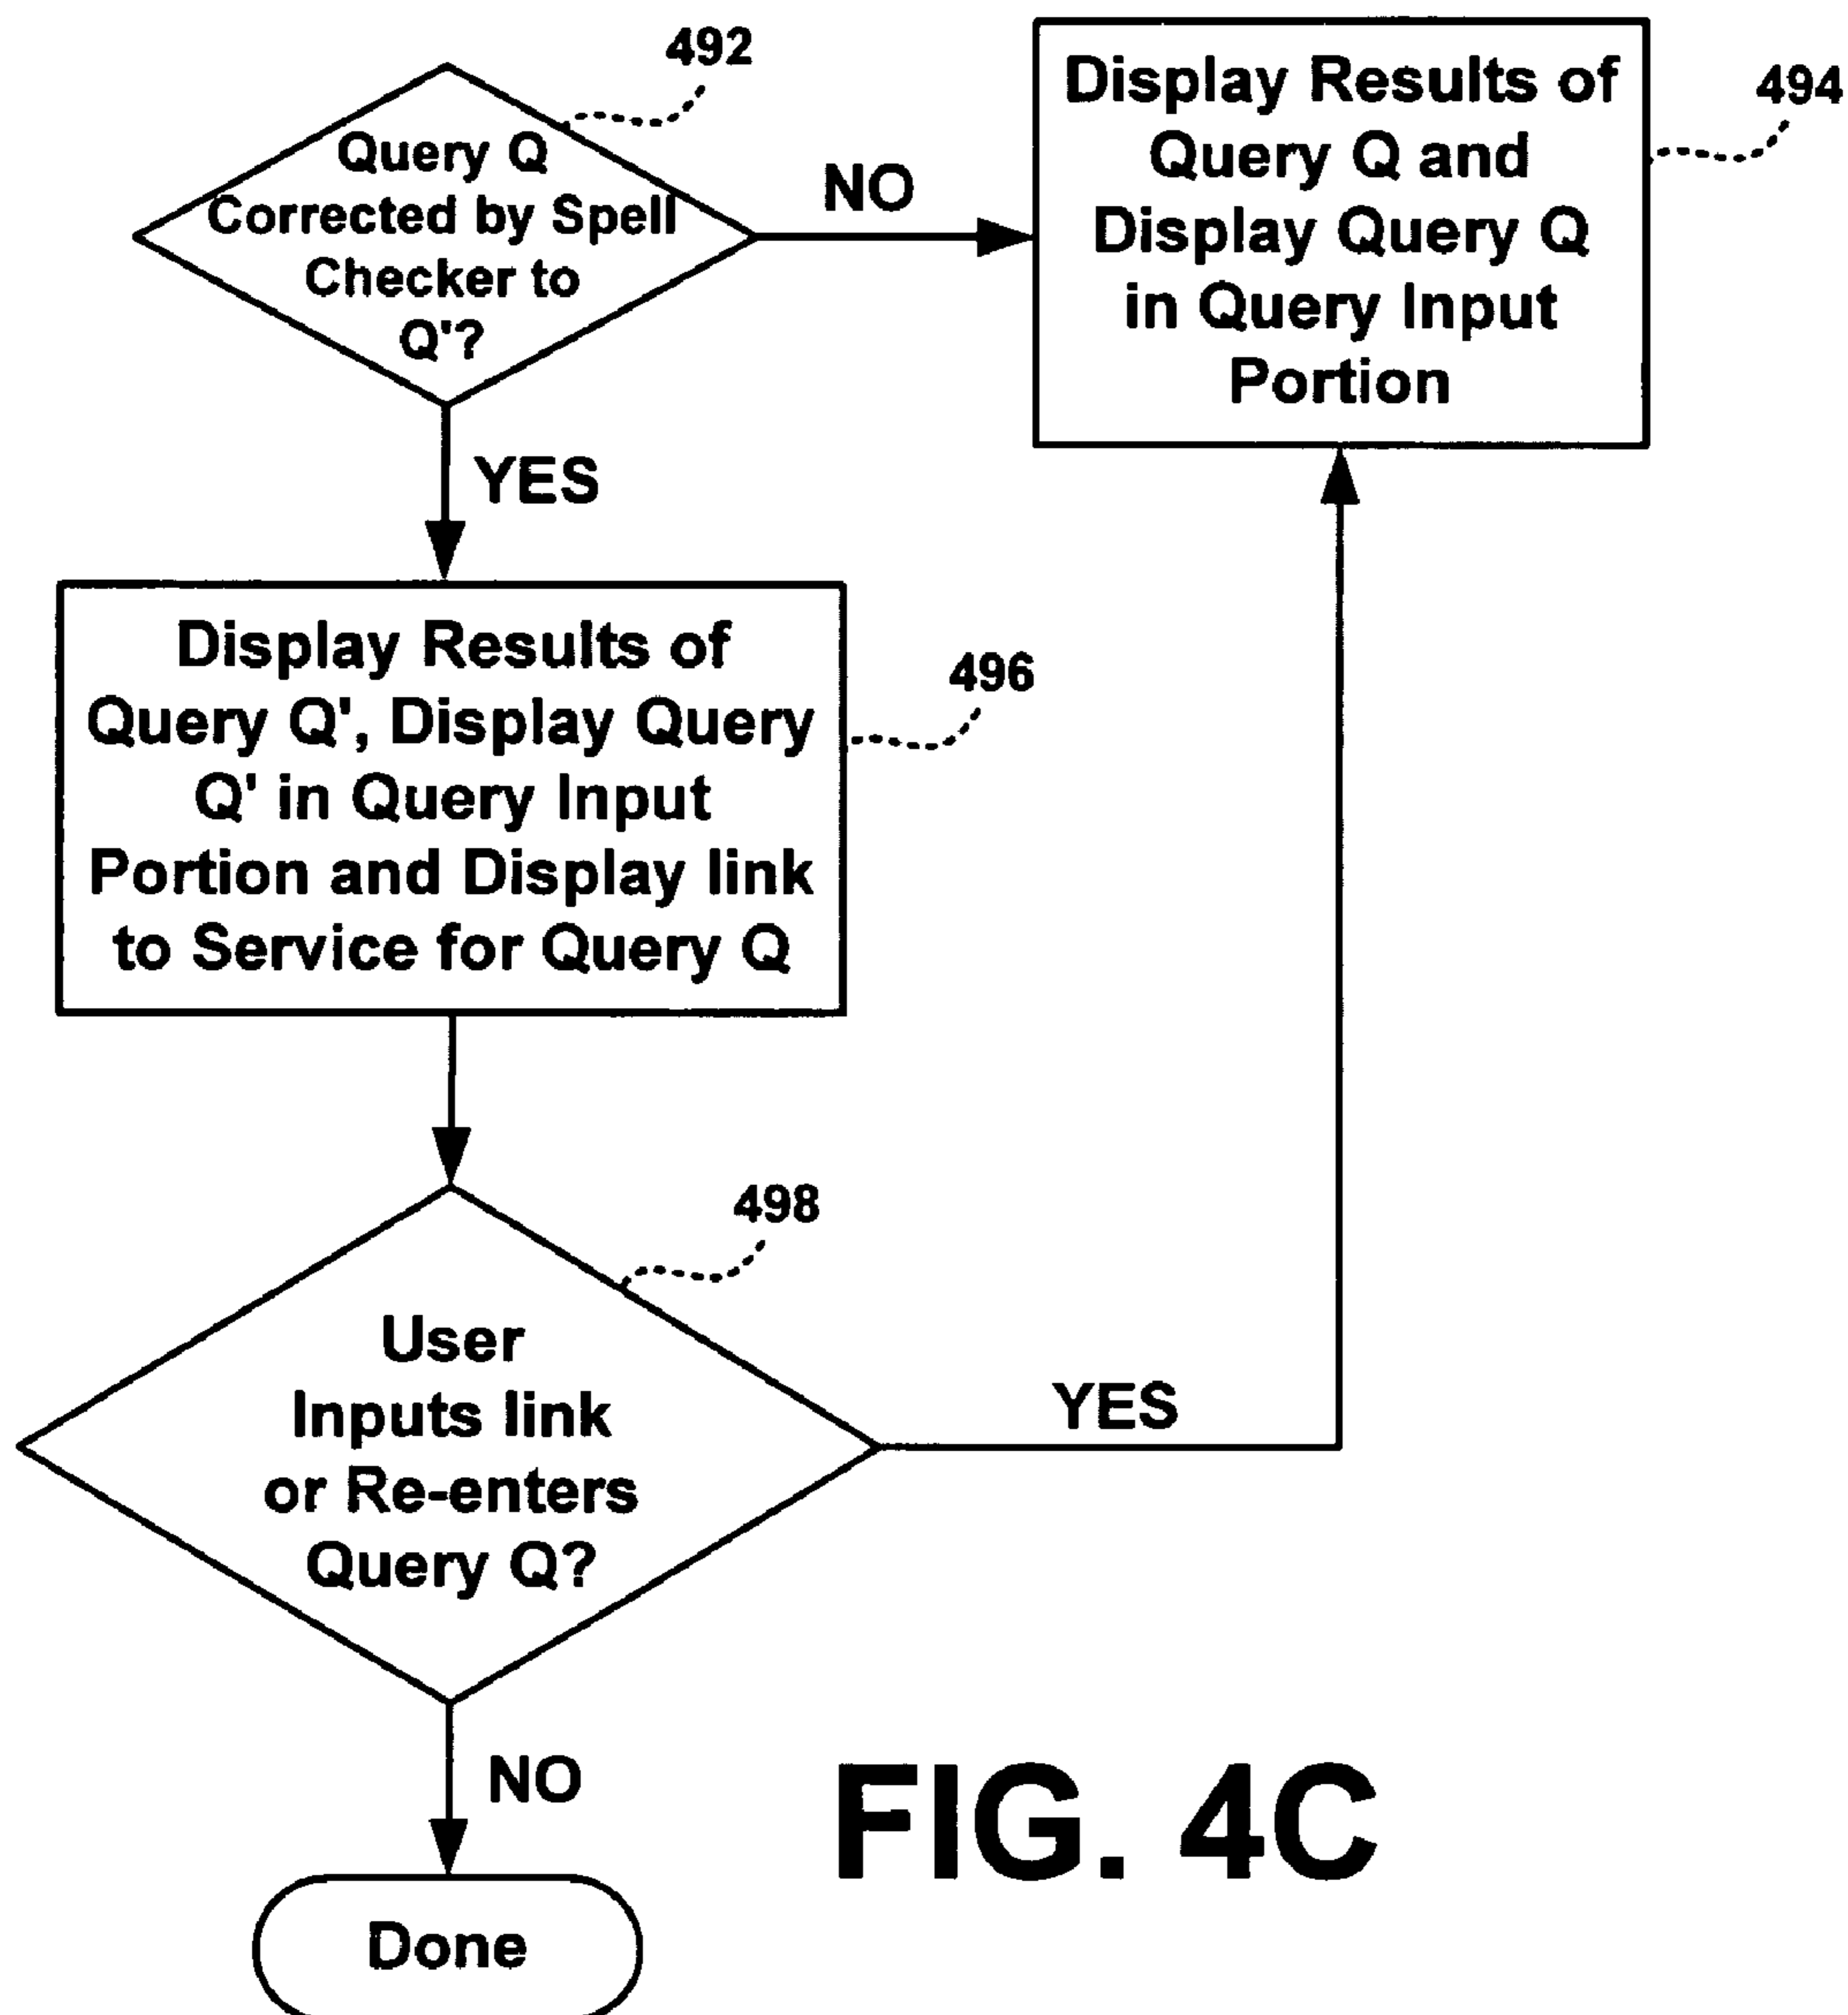 492
Query Q
Corrected by Spell
Checker to
Q'?
NO
Display Results of
Query Q and
Display Query Q
in Query Input
Portion
494
YES
Display Results of
Query Q', Display Query
Q' in Query Input
Portion and Display link
to Service for Query Q
496
498
User
Inputs link
or Re-enters
Query Q?
YES
NO
Done
FIG. 4C